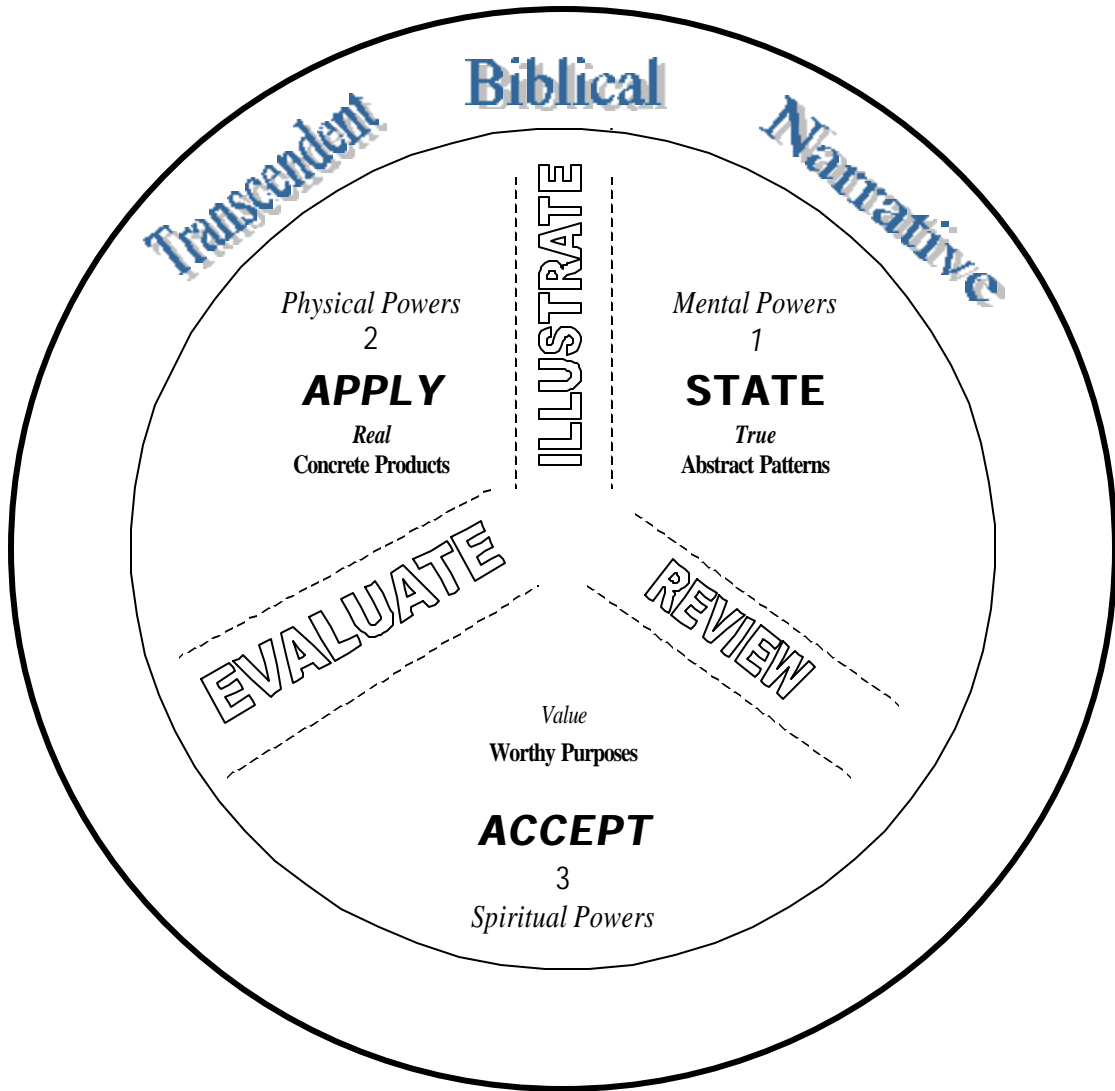 Transcendent
Biblical
Narrative
ILLUSTRATE
Physical Powers
2
APPLY
Real
Concrete Products
Mental Powers
1
STATE
True
Abstract Patterns
EVALUATE
REVIEW
Value
Worthy Purposes
ACCEPT
3
Spiritual Powers